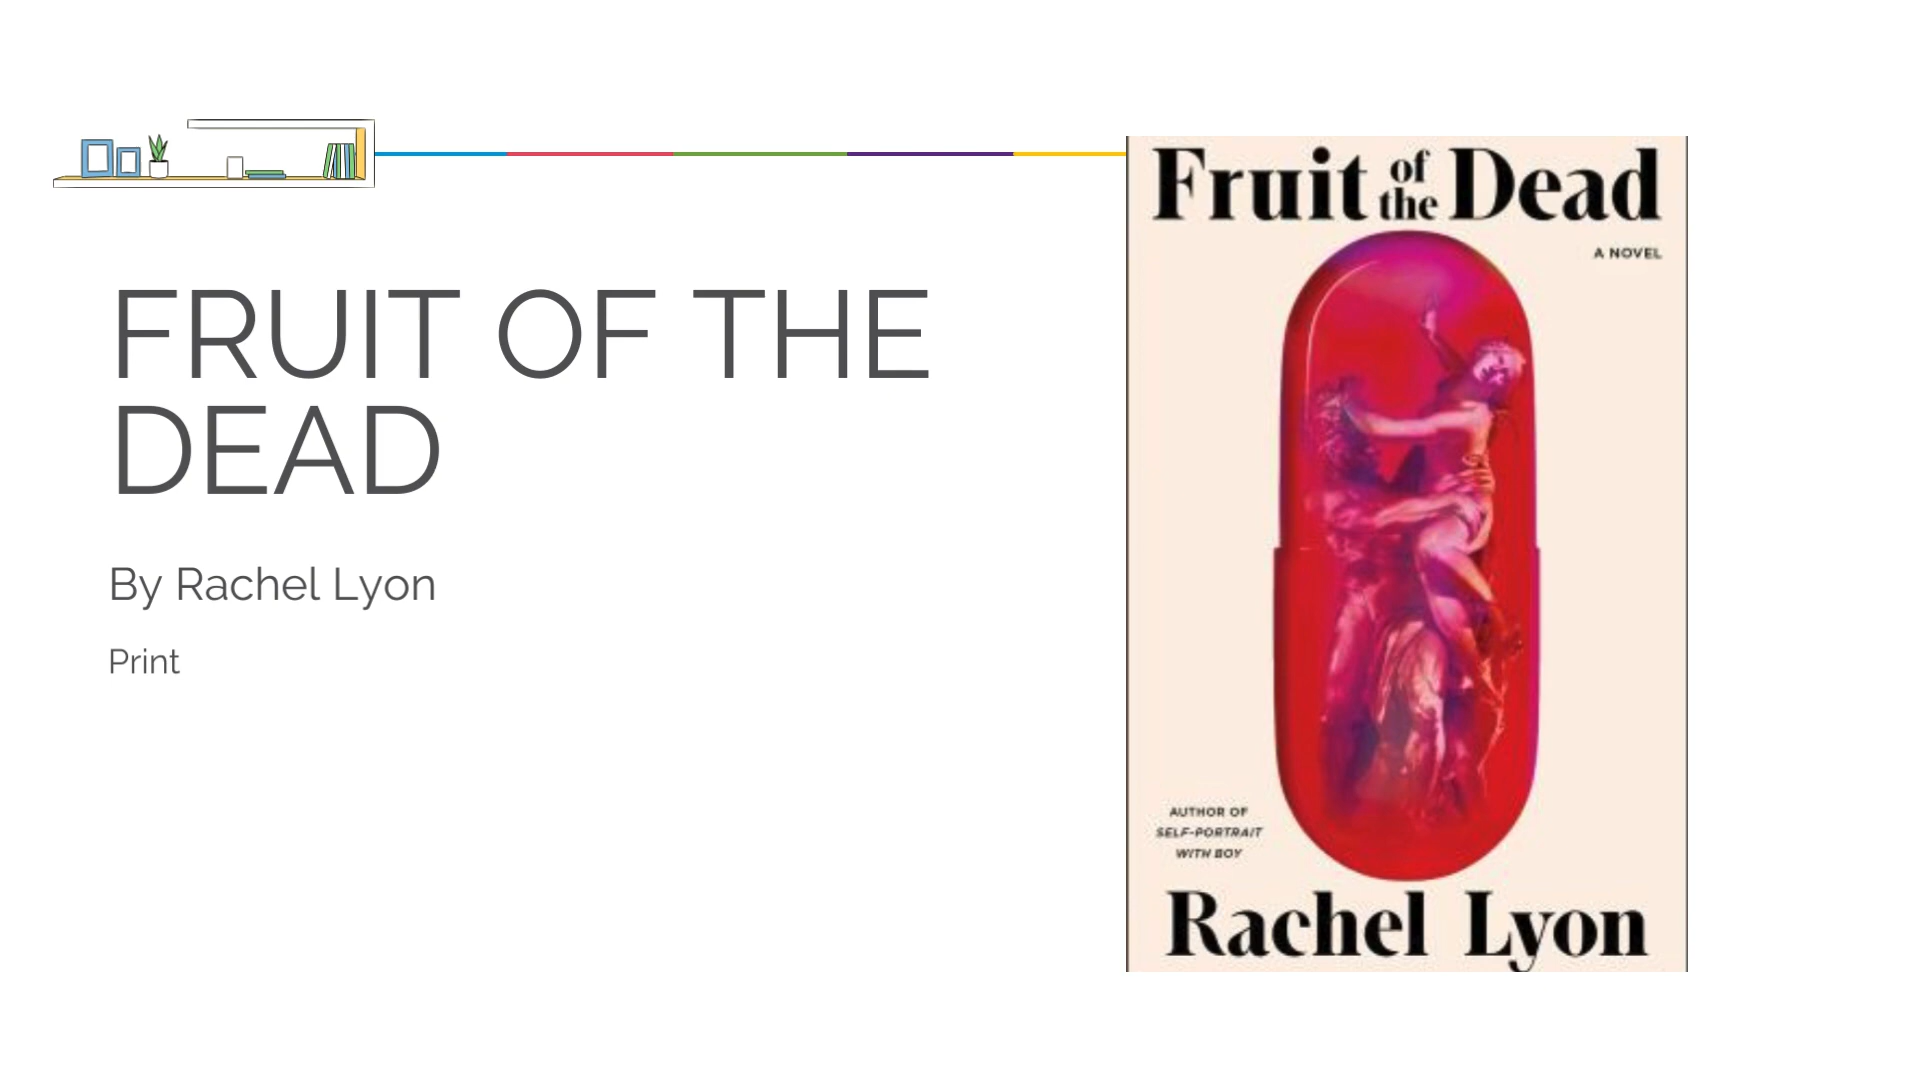 FRUIT OF THE
DEAD
By Rachel Lyon
Print
Fruit of the Dead
A NOVEL
AUTHOR OF
SELF-PORTRAIT
WITH BOY
Rachel Lyon